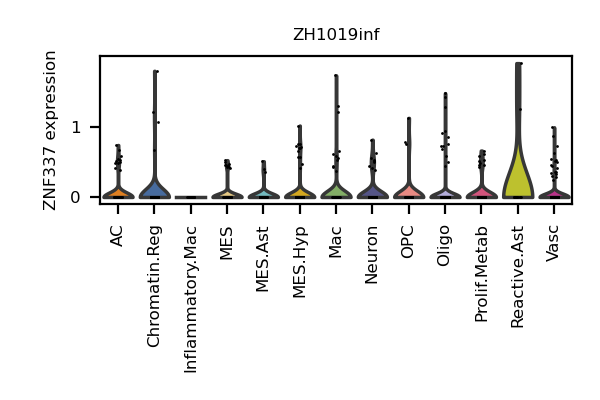 ZH1019inf
ZNF337 expression
1
0
AC
Chromatin.Reg
Inflammatory.Mac
MES
MES.Ast
MES.Hyp
Mac
Neuron
OPC
Oligo
Prolif.Metab
Reactive.Ast
Vasc